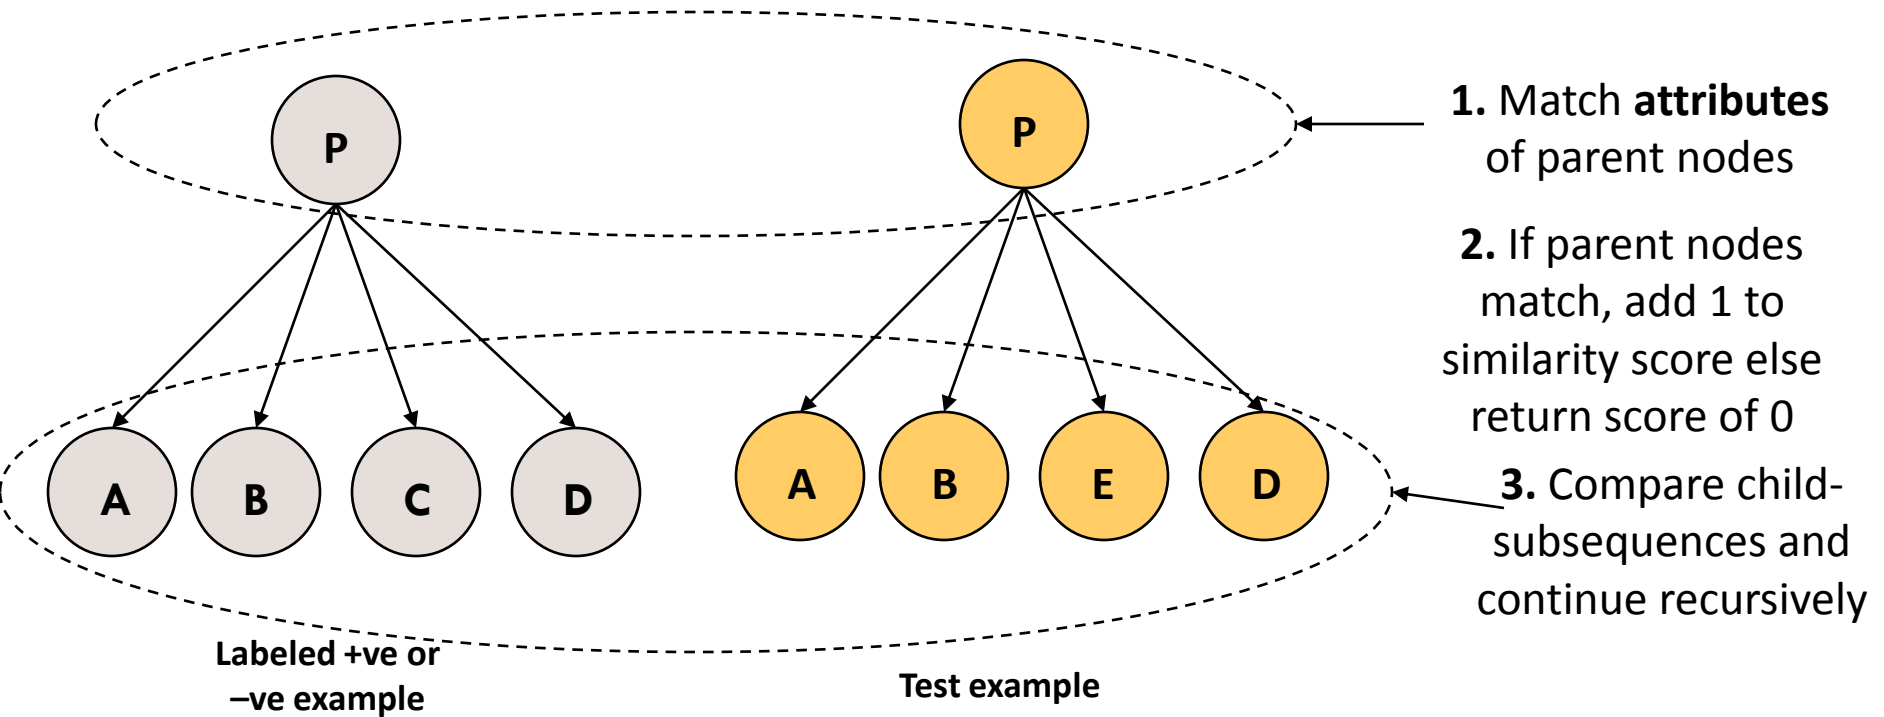 P
P
1. Match attributes
of parent nodes
2. If parent nodes
match, add 1 to
similarity score else
return score of 0
A
B
C
D
A
B
E
D
3. Compare child-
subsequences and
continue recursively
Labeled +ve or
–ve example
Test example